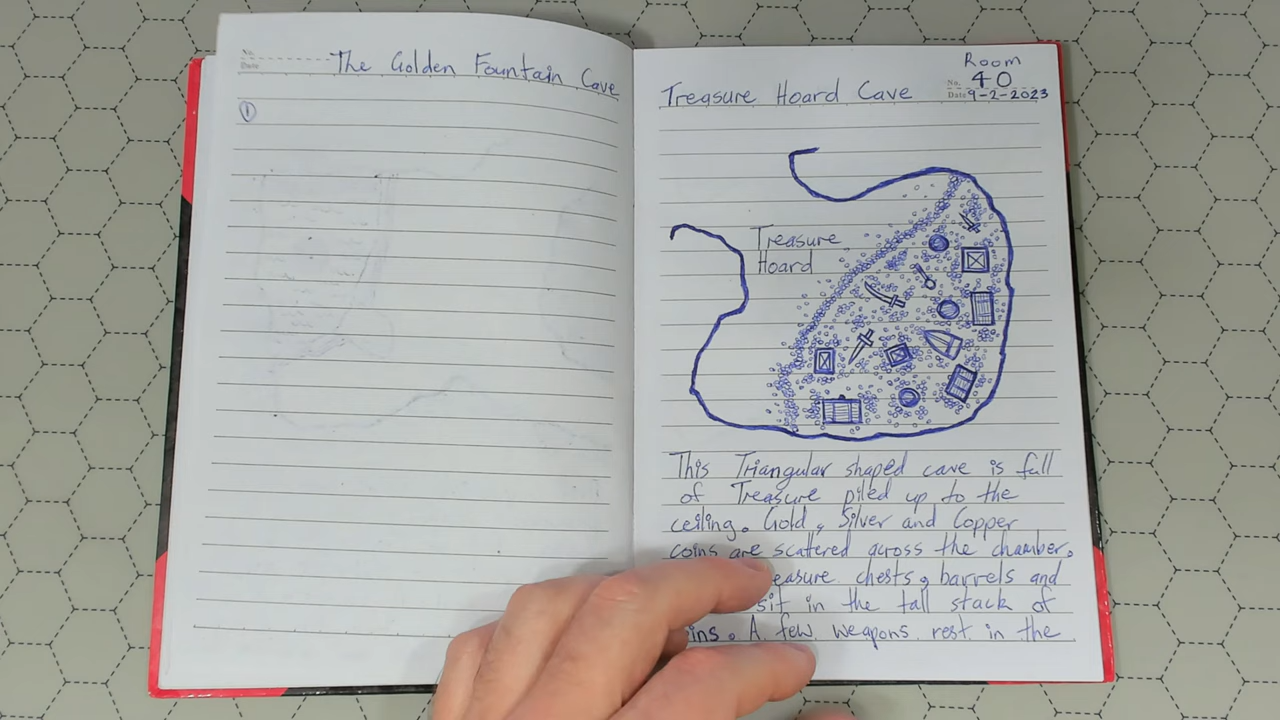 No.
Date
The Golden Fountain Cave
1
Room
Treasure Hoard Cave
No. 40
Date 9-2-2023
Treasure
Hoard
This Triangular shaped cave is full
of Treasure piled up to the
ceiling. Gold, Silver and Copper
coins are scattered across the chamber.
easure chests, barrels and
sit in the tall stack of
ins. A few weapons rest in the